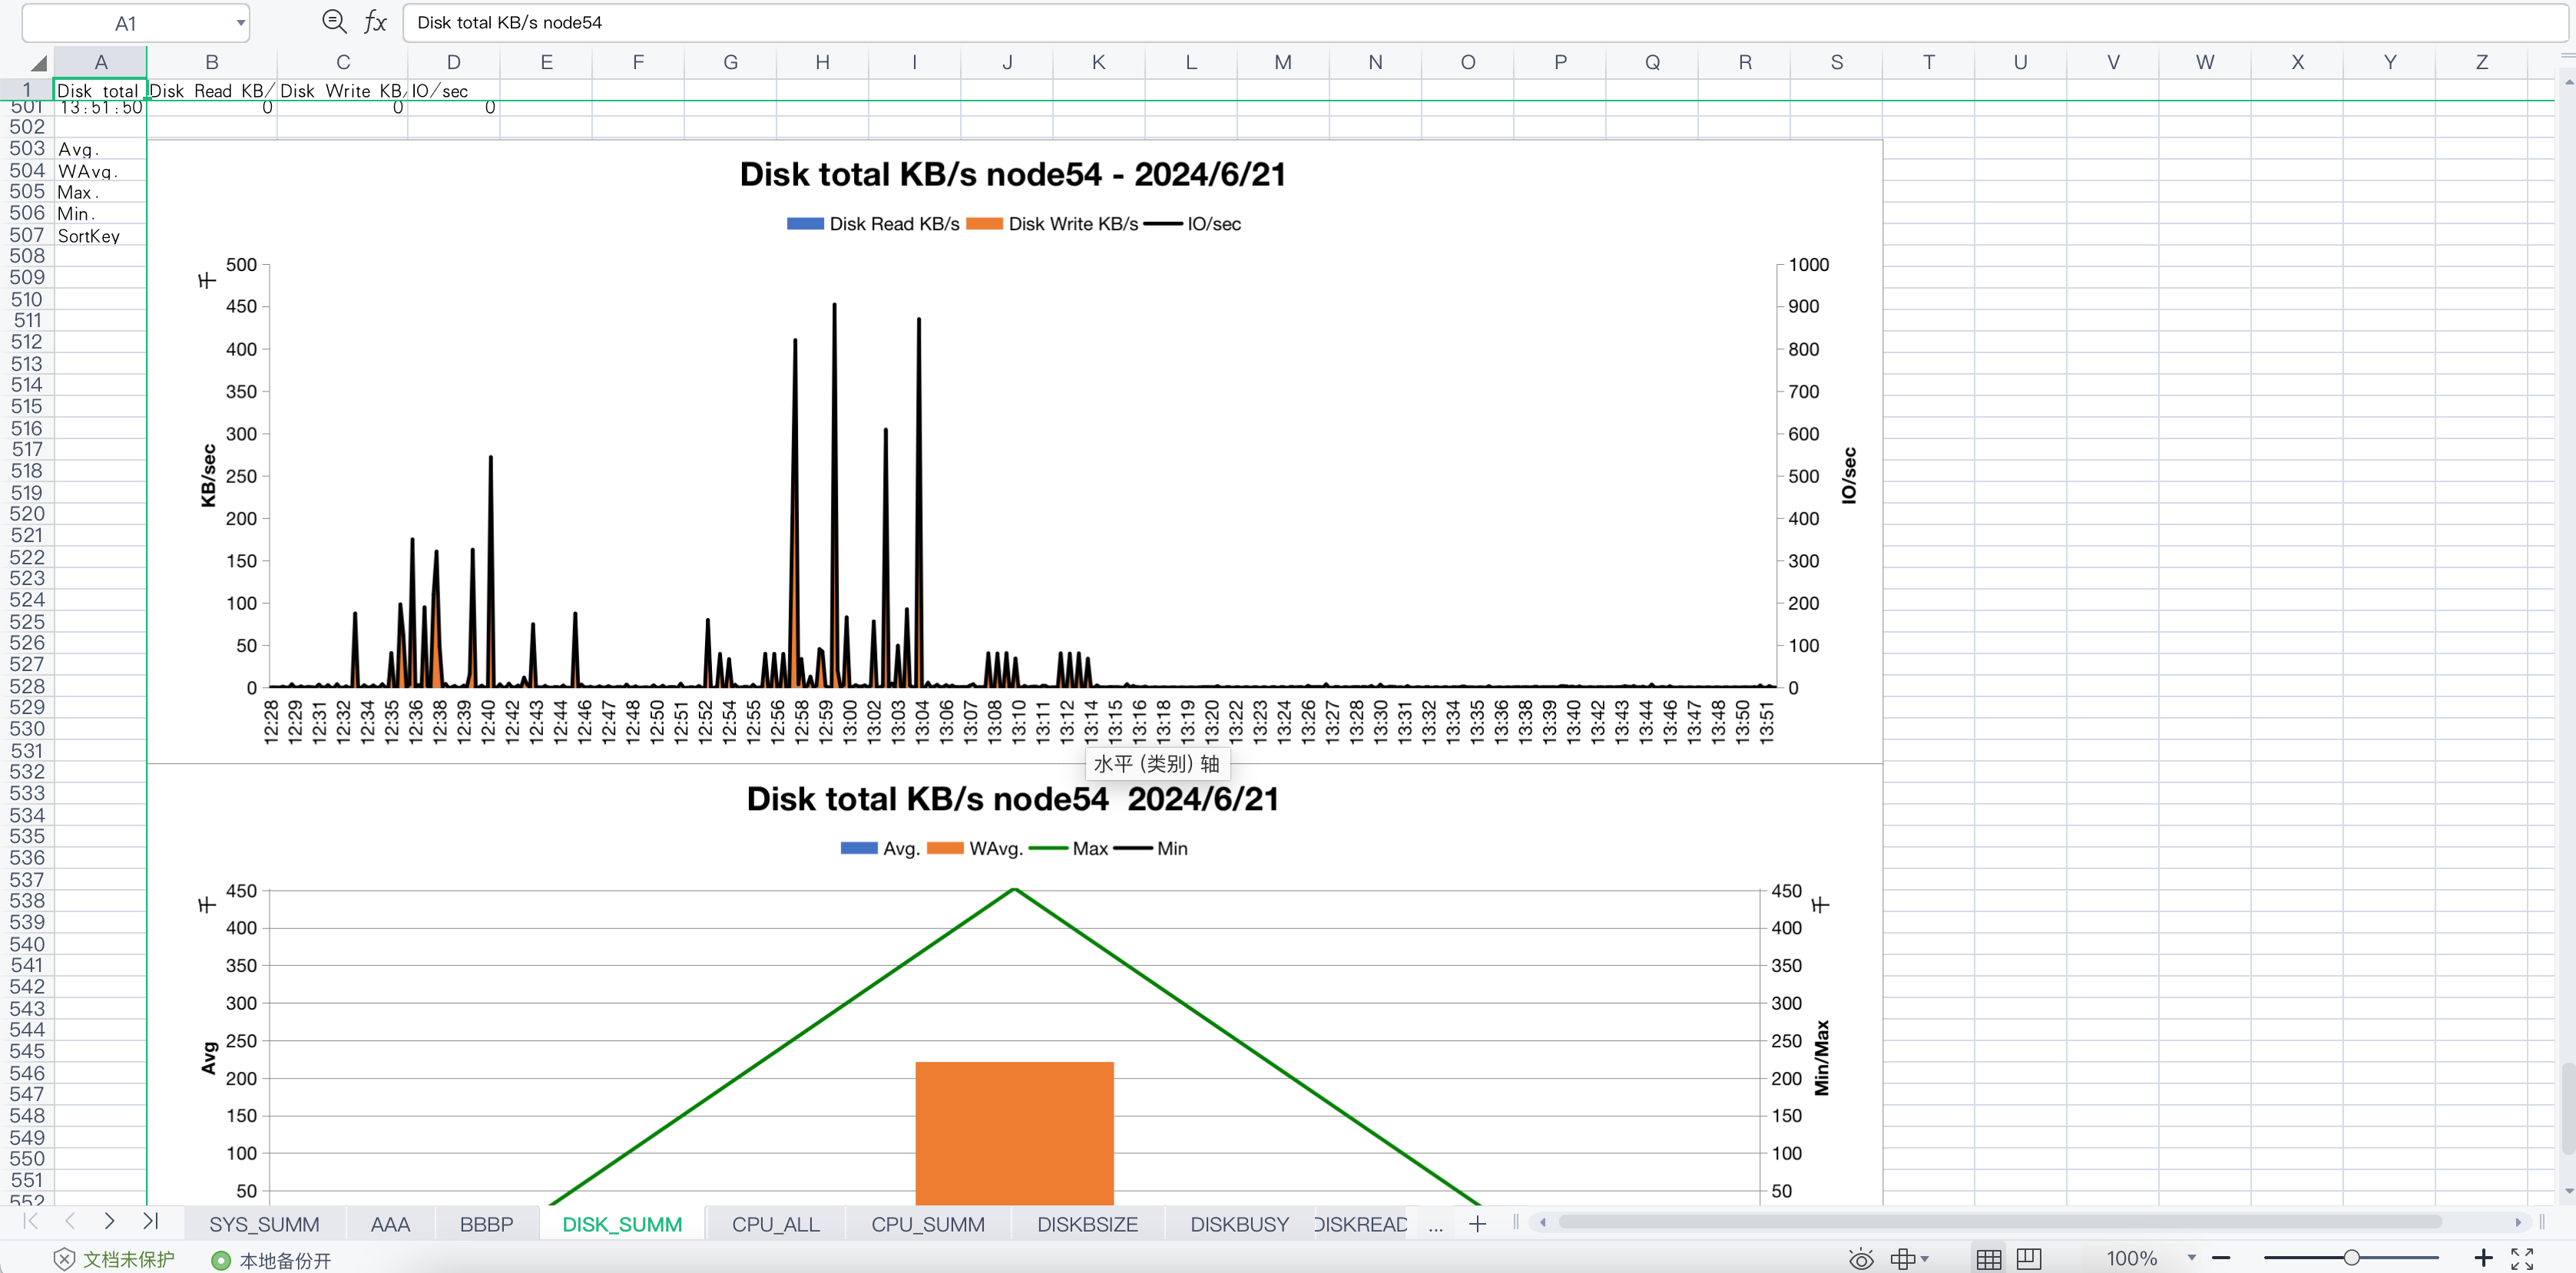 A1
fx
Disk total KB/s node54
A B C D E F G H I J K L M N O P Q R S T U V W X Y Z
1 Disk total Disk Read KB/ Disk Write KB/ IO/sec
501 13:51:50 0 0 0
502
503 Avg.
504 WAvg.
505 Max.
506 Min.
507 SortKey
508
509
510
511
512
513
514
515
516
517
518
519
520
521
522
523
524
525
526
527
528
529
530
531
532
533
534
535
536
537
538
539
540
541
542
543
544
545
546
547
548
549
550
551
552
Disk total KB/s node54 - 2024/6/21
Disk Read KB/s Disk Write KB/s IO/sec
千
500 1000
450 900
400 800
350 700
300 600
250 500
200 400
150 300
100 200
50 100
0 0
KB/sec
IO/sec
12:28 12:29 12:31 12:32 12:34 12:35 12:36 12:38 12:39 12:40 12:42 12:43 12:44 12:46 12:47 12:48 12:50 12:51 12:52 12:54 12:55 12:56 12:58 12:59 13:00 13:02 13:03 13:04 13:06 13:07 13:08 13:10 13:11 13:12 13:14 13:15 13:16 13:18 13:19 13:20 13:22 13:23 13:24 13:26 13:27 13:28 13:30 13:31 13:32 13:34 13:35 13:36 13:38 13:39 13:40 13:42 13:43 13:44 13:46 13:47 13:48 13:50 13:51
水平 (类别) 轴
Disk total KB/s node54 2024/6/21
Avg. WAvg. Max Min
450 450
千 千
400 400
350 350
300 300
250 250
200 200
150 150
100 100
50 50
Avg
Min/Max
SYS_SUMM AAA BBBP DISK_SUMM CPU_ALL CPU_SUMM DISKBSIZE DISKBUSY DISKREAD ... +
文档未保护 本地备份开 100%